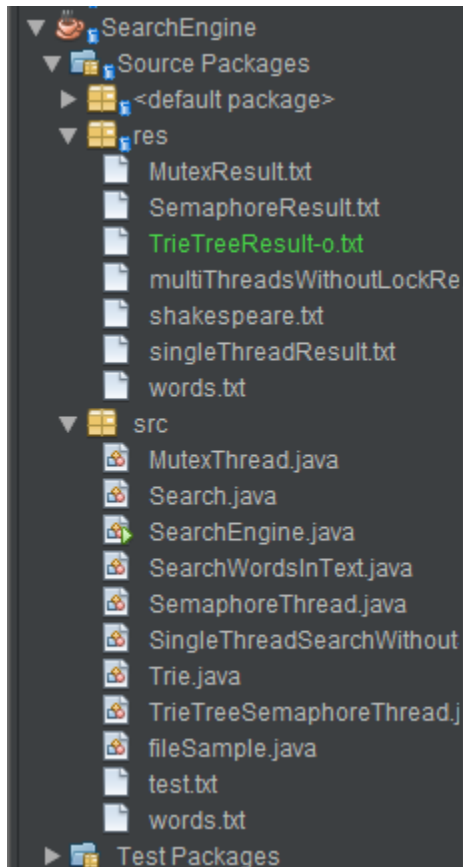 SearchEngine
Source Packages
<default package>
res
MutexResult.txt
SemaphoreResult.txt
TrieTreeResult-o.txt
multiThreadsWithoutLockRe
shakespeare.txt
singleThreadResult.txt
words.txt
src
MutexThread.java
Search.java
SearchEngine.java
SearchWordsInText.java
SemaphoreThread.java
SingleThreadSearchWithout
Trie.java
TrieTreeSemaphoreThread.j
fileSample.java
test.txt
words.txt
Test Packages